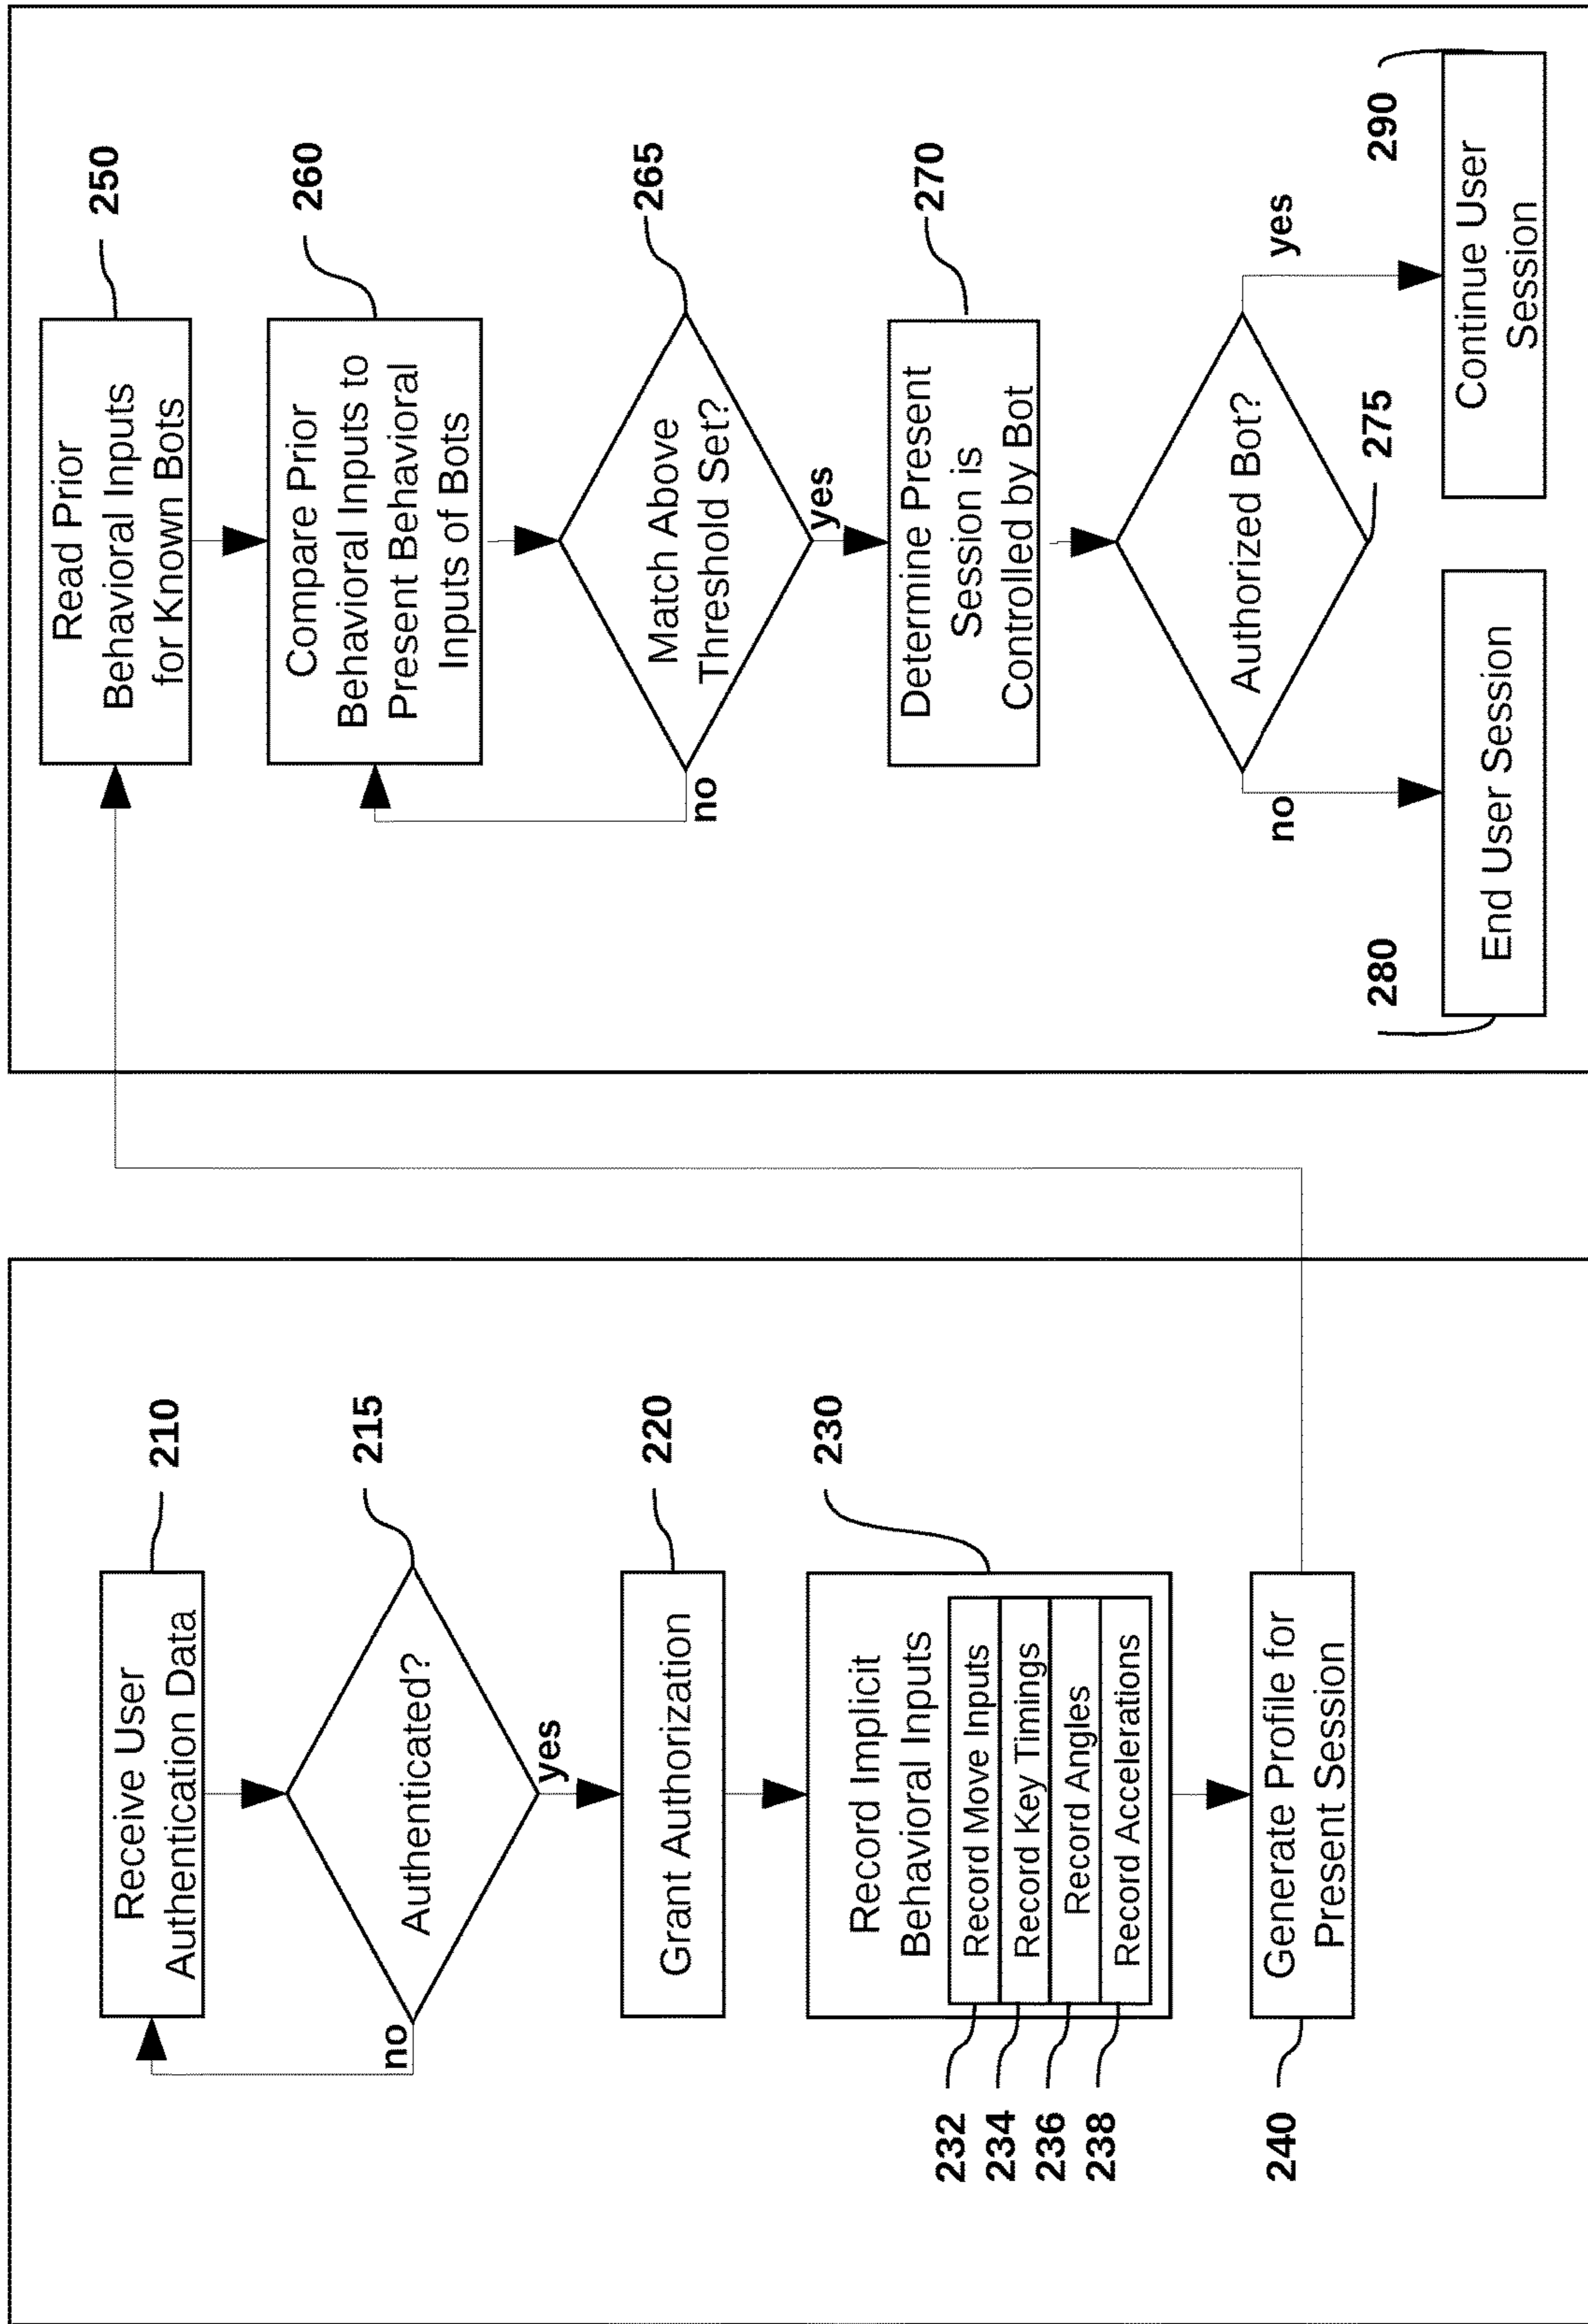 Receive User
Authentication Data
210
Authenticated?
215
no
yes
Grant Authorization
220
Record Implicit
Behavioral Inputs
230
Record Move Inputs
232
Record Key Timings
234
Record Angles
236
Record Accelerations
238
Generate Profile for
Present Session
240
Read Prior
Behavioral Inputs
for Known Bots
250
Compare Prior
Behavioral Inputs to
Present Behavioral
Inputs of Bots
260
Match Above
Threshold Set?
265
no
yes
Determine Present
Session is
Controlled by Bot
270
Authorized Bot?
275
no
yes
280
End User Session
290
Continue User
Session